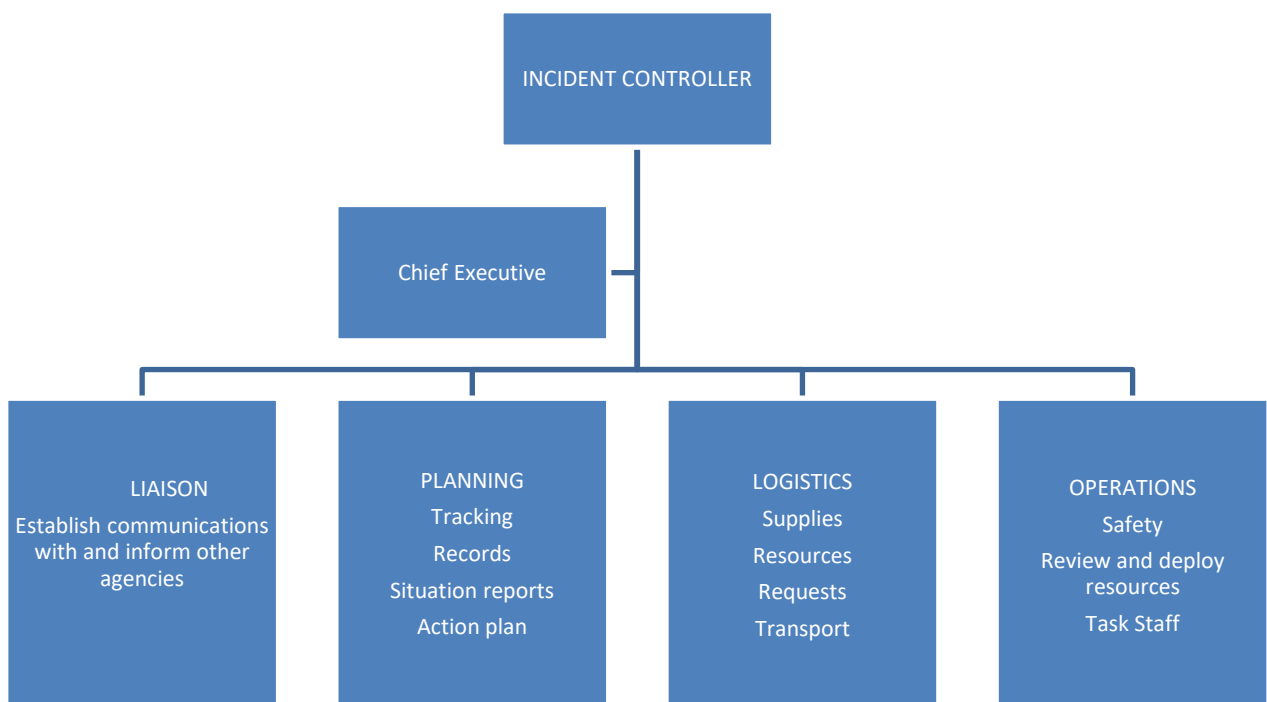 INCIDENT CONTROLLER
Chief Executive
LIAISON
Establish communications
with and inform other
agencies
PLANNING
Tracking
Records
Situation reports
Action plan
LOGISTICS
Supplies
Resources
Requests
Transport
OPERATIONS
Safety
Review and deploy
resources
Task Staff